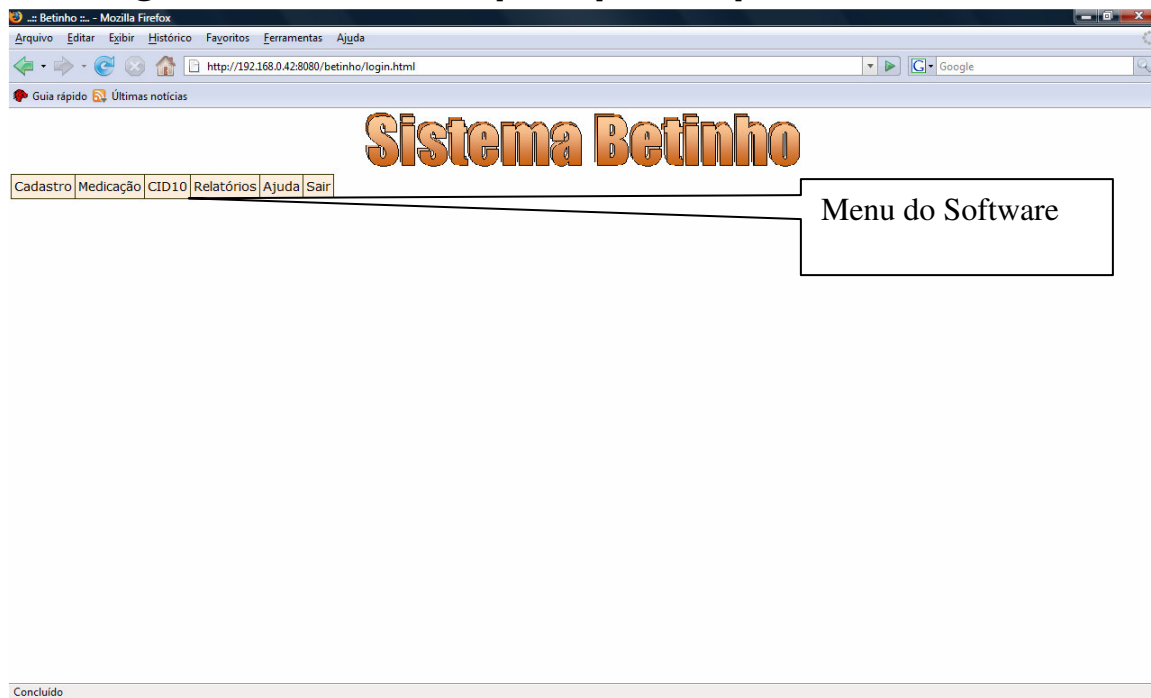 ..:: Betinho ::.. - Mozilla Firefox
Arquivo Editar Exibir Histórico Favoritos Ferramentas Ajuda
http://192.168.0.42:8080/betinho/login.html G Google
Guia rápido Últimas notícias
Sistema Betinho
Cadastro Medicação CID10 Relatórios Ajuda Sair
Menu do Software
Concluído